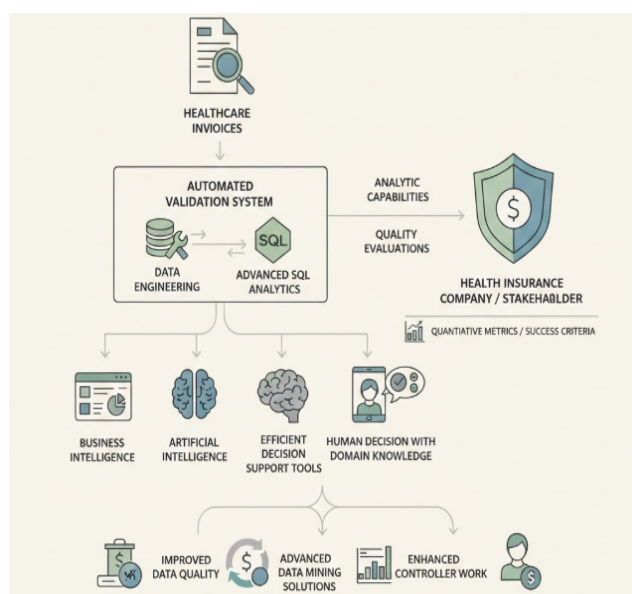 HEALTHCARE
INVIOICES
AUTOMATED
VALIDATION SYSTEM
SQL
DATA
ENGINEERING
ADVANCED SQL
ANALYTICS
ANALYTIC
CAPABILITIES
QUALITY
EVALUATIONS
$
HEALTH INSURANCE
COMPANY / STAKEHABLDER
QUANTIATIVE METRICS / SUCCESS CRITERIA
BUSINESS
INTELLIGENCE
ARTIFICIAL
INTELLIGENCE
EFFICIENT
DECISION
SUPPORT TOOLS
HUMAN DECISION WITH
DOMAIN KNOWLEDGE
$
IMPROVED
DATA QUALITY
$
ADVANCED
DATA MINING
SOLUTIONS
ENHANCED
CONTROLLER WORK
$